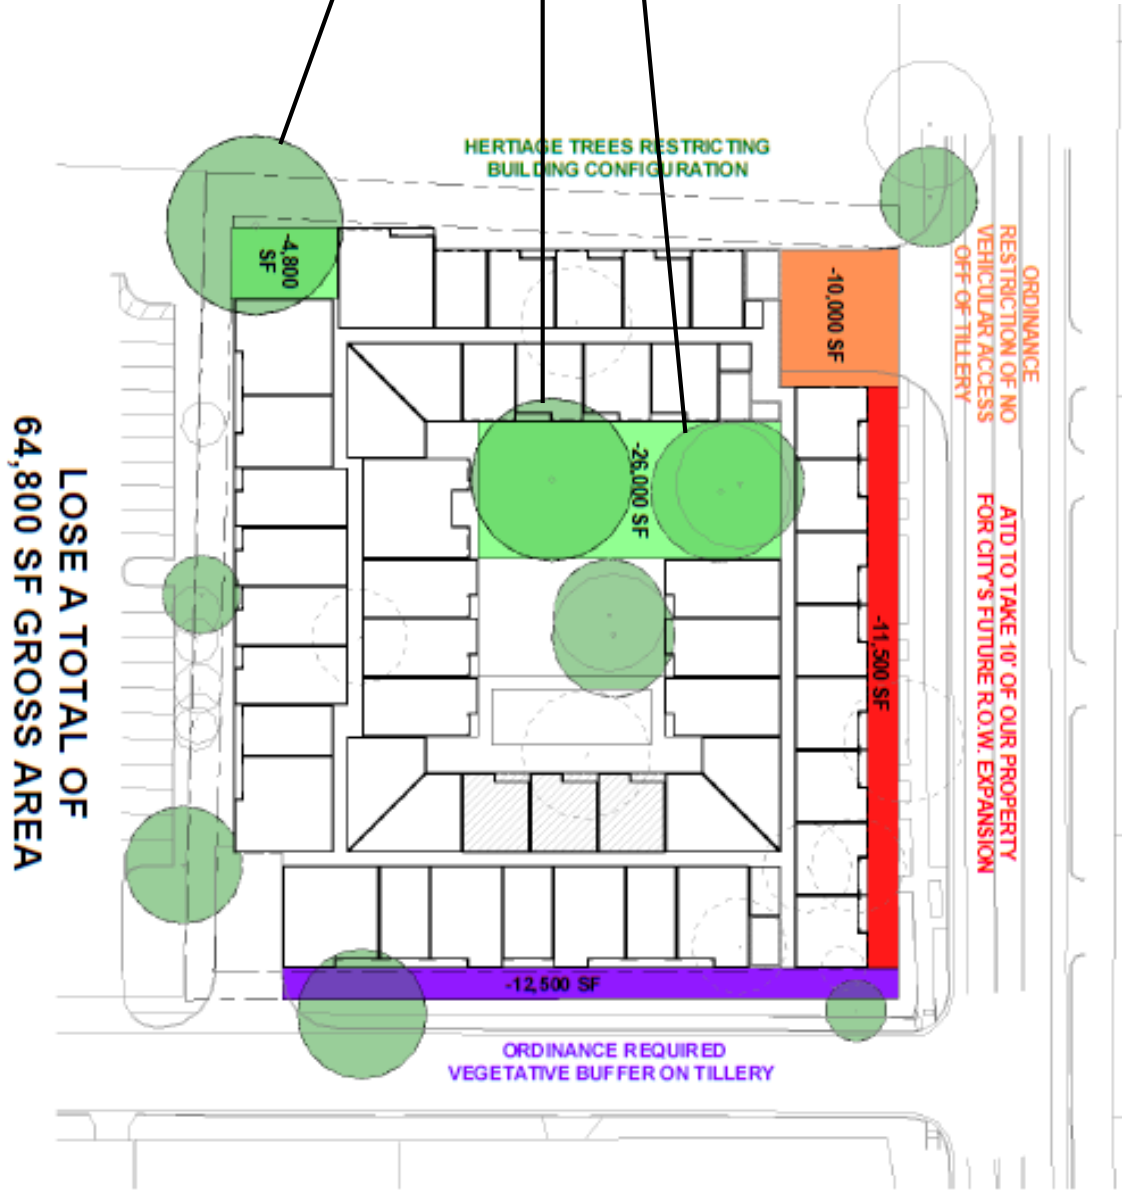 HERTIAGE TREES RESTRICTING
BUILDING CONFIGURATION
-4,800
SF
-10,000 SF
ORDINANCE
RESTRICTION OF NO
VEHICULAR ACCESS
OFF OF TILLERY
-26,000 SF
ATD TO TAKE 10' OF OUR PROPERTY
FOR CITY'S FUTURE R.O.W. EXPANSION
-11,500 SF
LOSE A TOTAL OF
64,800 SF GROSS AREA
-12,500 SF
ORDINANCE REQUIRED
VEGETATIVE BUFFER ON TILLERY